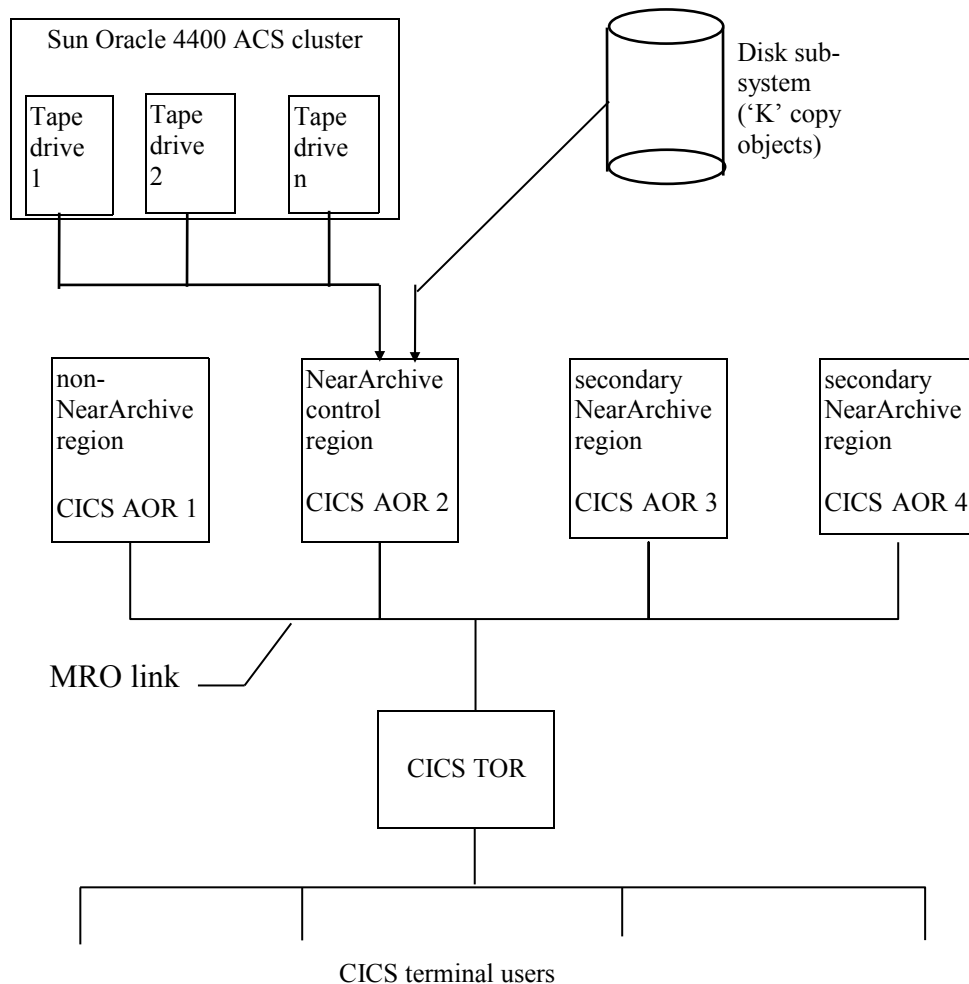 Sun Oracle 4400 ACS cluster
Tape
drive
1
Tape
drive
2
Tape
drive
n
Disk sub-
system
(‘K’ copy
objects)
non-
NearArchive
region
CICS AOR 1
NearArchive
control
region
CICS AOR 2
secondary
NearArchive
region
CICS AOR 3
secondary
NearArchive
region
CICS AOR 4
MRO link
CICS TOR
CICS terminal users